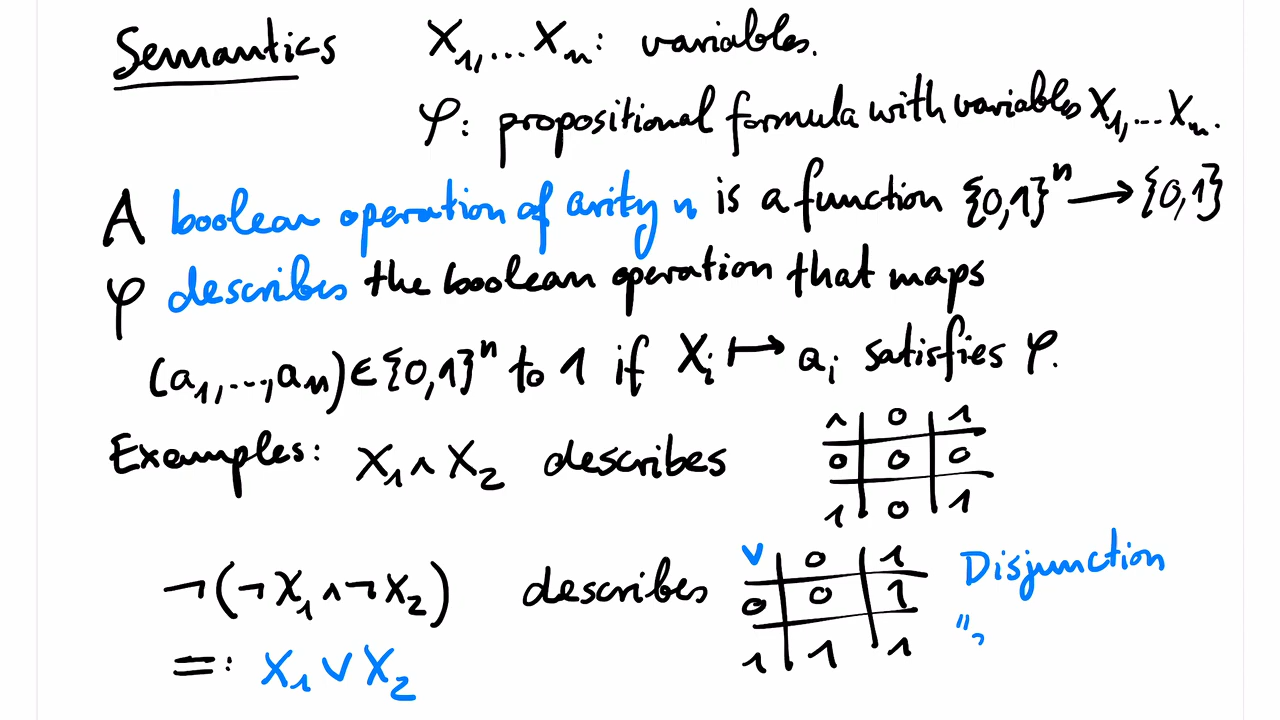 Semantics X₁,...Xₙ: variables.
φ: propositional formula with variables X₁,...Xₙ.
A boolean operation of arity n is a function {0,1}ⁿ → {0,1}
φ describes the boolean operation that maps
(a₁,...,aₙ) ∈ {0,1}ⁿ to 1 if Xᵢ ↦ aᵢ satisfies φ.
Examples: X₁ ∧ X₂ describes
∧ 0 1
0 0 0
1 0 1
¬(¬X₁ ∧ ¬X₂) describes
∨ 0 1
0 0 1
1 1 1
Disjunction
=: X₁ ∨ X₂